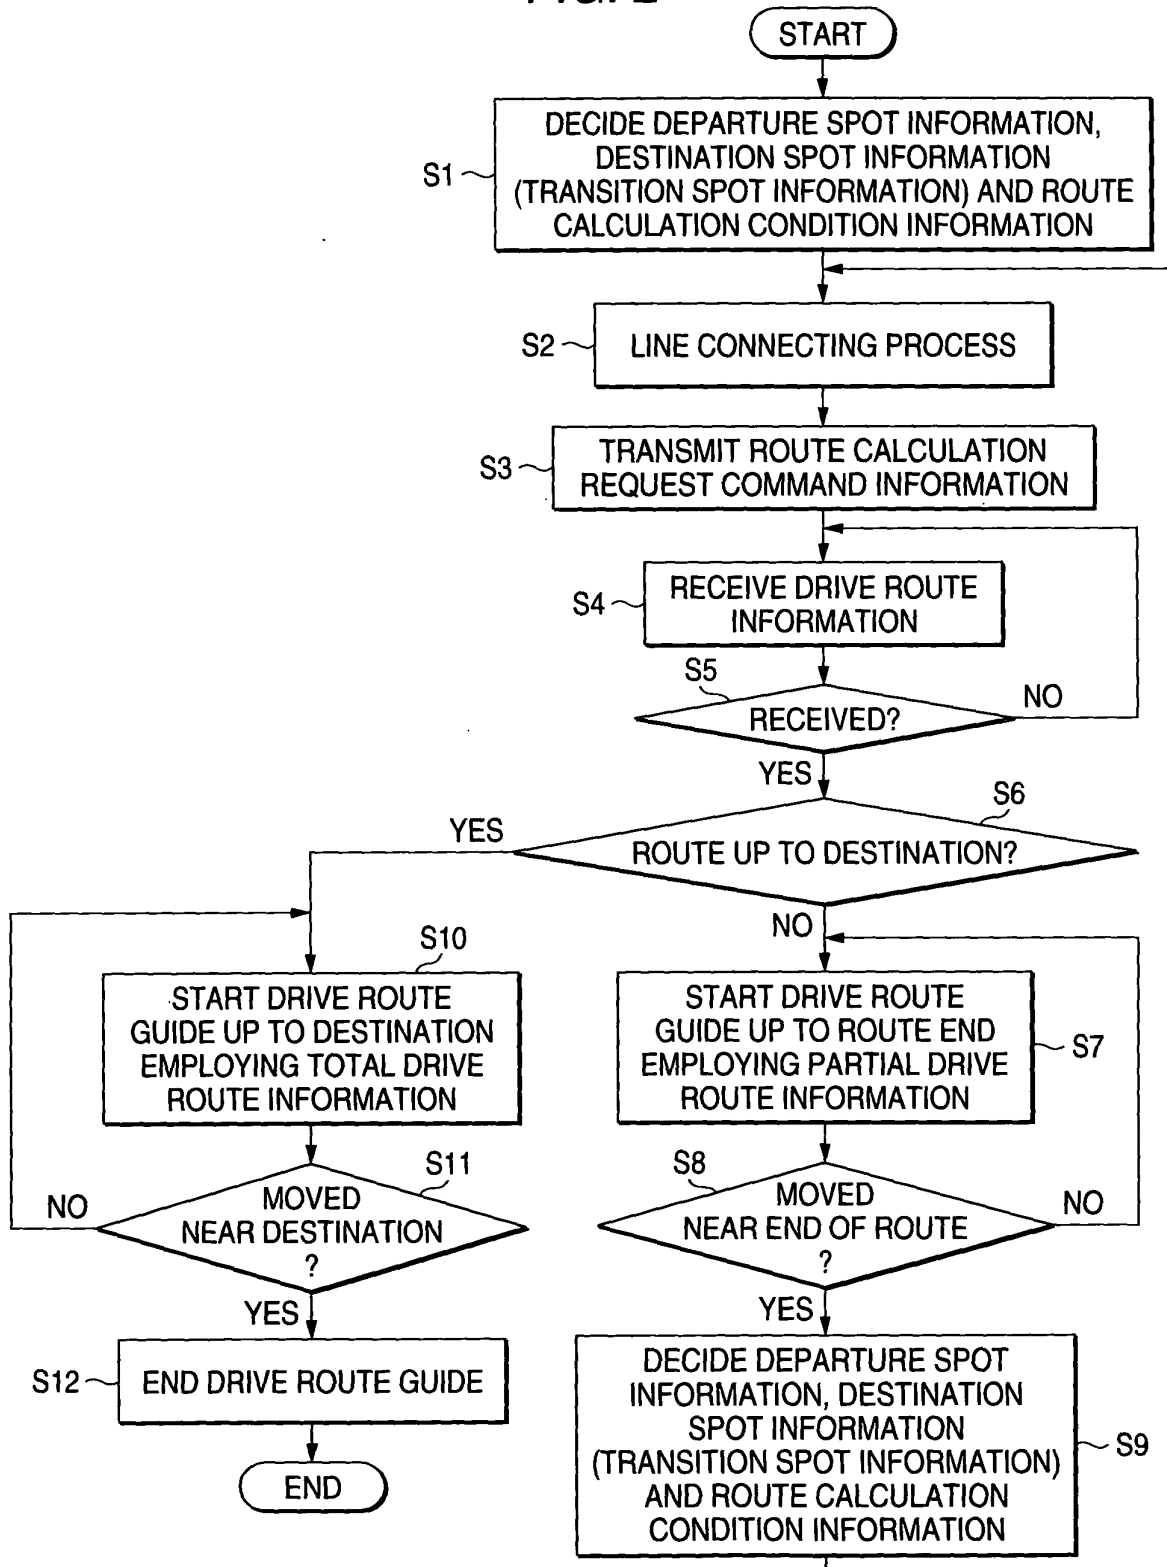 START
DECIDE DEPARTURE SPOT INFORMATION,
DESTINATION SPOT INFORMATION
(TRANSITION SPOT INFORMATION) AND ROUTE
CALCULATION CONDITION INFORMATION
S1
S2
LINE CONNECTING PROCESS
S3
TRANSMIT ROUTE CALCULATION
REQUEST COMMAND INFORMATION
S4
RECEIVE DRIVE ROUTE
INFORMATION
S5
RECEIVED?
NO
YES
S6
ROUTE UP TO DESTINATION?
YES
NO
S10
START DRIVE ROUTE
GUIDE UP TO DESTINATION
EMPLOYING TOTAL DRIVE
ROUTE INFORMATION
START DRIVE ROUTE
GUIDE UP TO ROUTE END
EMPLOYING PARTIAL DRIVE
ROUTE INFORMATION
S7
S11
MOVED
NEAR DESTINATION
?
NO
YES
S8
MOVED
NEAR END OF ROUTE
?
NO
YES
S12
END DRIVE ROUTE GUIDE
END
DECIDE DEPARTURE SPOT
INFORMATION, DESTINATION
SPOT INFORMATION
(TRANSITION SPOT INFORMATION)
AND ROUTE CALCULATION
CONDITION INFORMATION
S9